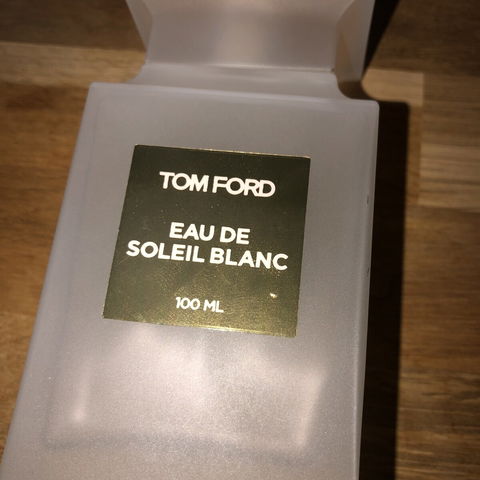 TOM FORD
EAU DE
SOLEIL BLANC
100 ML